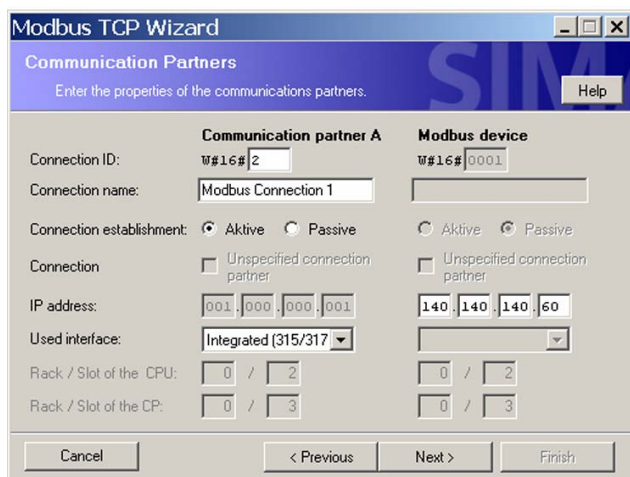 Modbus TCP Wizard
Communication Partners
Enter the properties of the communications partners.
Help
Communication partner A Modbus device
Connection ID: W#16# 2 W#16# 0001
Connection name: Modbus Connection 1
Connection establishment: Aktive Passive Aktive Passive
Connection Unspecified connection partner Unspecified connection partner
IP address: 001.000.000.001 140.140.140.60
Used interface: Integrated (315/317
Rack / Slot of the CPU: 0 / 2 0 / 2
Rack / Slot of the CP: 0 / 3 0 / 3
Cancel < Previous Next > Finish